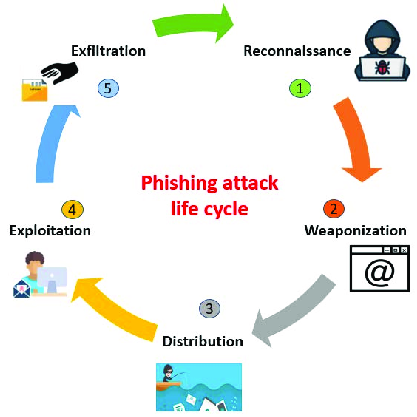 Exfiltration
Reconnaissance
5
1
Phishing attack
life cycle
4
2
Exploitation
Weaponization
@
3
Distribution